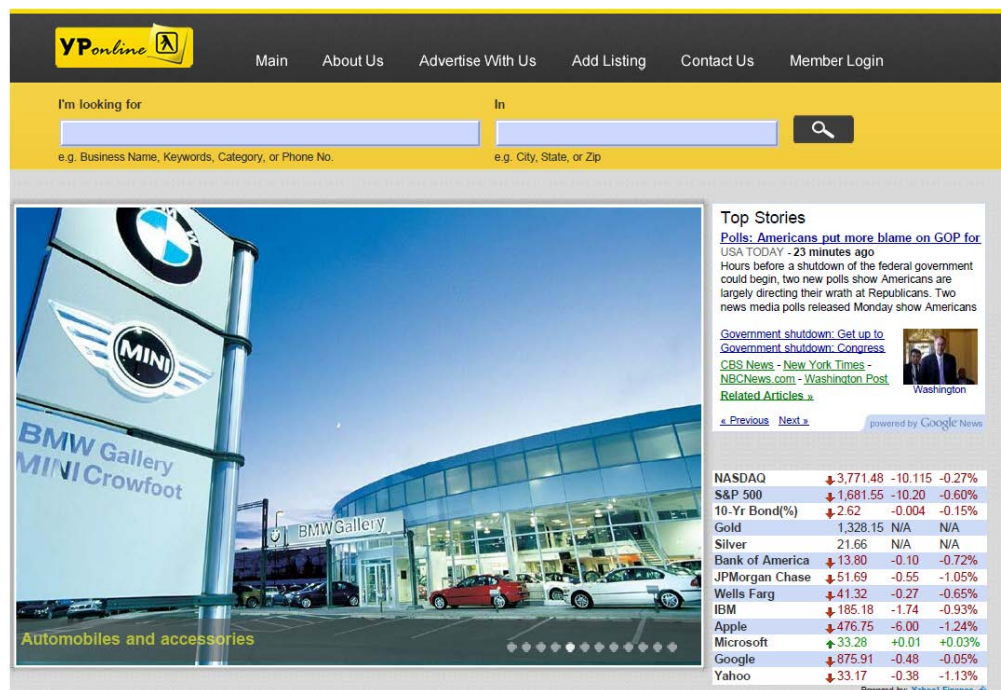 YPonline
Main About Us Advertise With Us Add Listing Contact Us Member Login
I'm looking for
In
e.g. Business Name, Keywords, Category, or Phone No.
e.g. City, State, or Zip
BMW
MINI
BMW Gallery
MINI Crowfoot
BMW Gallery
Automobiles and accessories
Top Stories
Polls: Americans put more blame on GOP for
USA TODAY - 23 minutes ago
Hours before a shutdown of the federal government
could begin, two new polls show Americans are
largely directing their wrath at Republicans. Two
news media polls released Monday show Americans
Government shutdown: Get up to
Government shutdown: Congress
CBS News - New York Times -
NBCNews.com - Washington Post
Related Articles »
Washington
« Previous Next »
powered by Google News
NASDAQ 3,771.48 -10.115 -0.27%
S&P 500 1,681.55 -10.20 -0.60%
10-Yr Bond(%) 2.62 -0.004 -0.15%
Gold 1,328.15 N/A N/A
Silver 21.66 N/A N/A
Bank of America 13.80 -0.10 -0.72%
JPMorgan Chase 51.69 -0.55 -1.05%
Wells Farg 41.32 -0.27 -0.65%
IBM 185.18 -1.74 -0.93%
Apple 476.75 -6.00 -1.24%
Microsoft 33.28 +0.01 +0.03%
Google 875.91 -0.48 -0.05%
Yahoo 33.17 -0.38 -1.13%
Powered by Yahoo! Finance